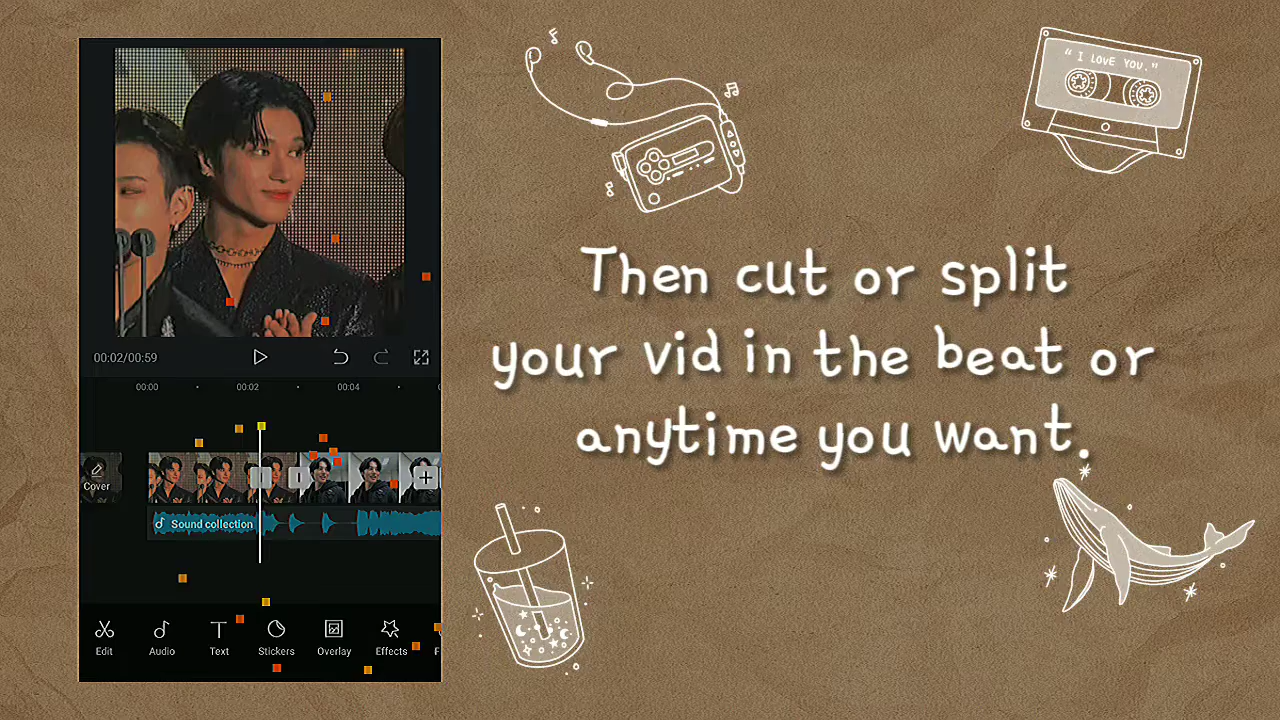 “ I LOVE YOU.”
Then cut or split
your vid in the beat or
anytime you want.
00:02/00:59
00:00
00:02
00:04
Cover
Sound collection
Edit
Audio
Text
Stickers
Overlay
Effects